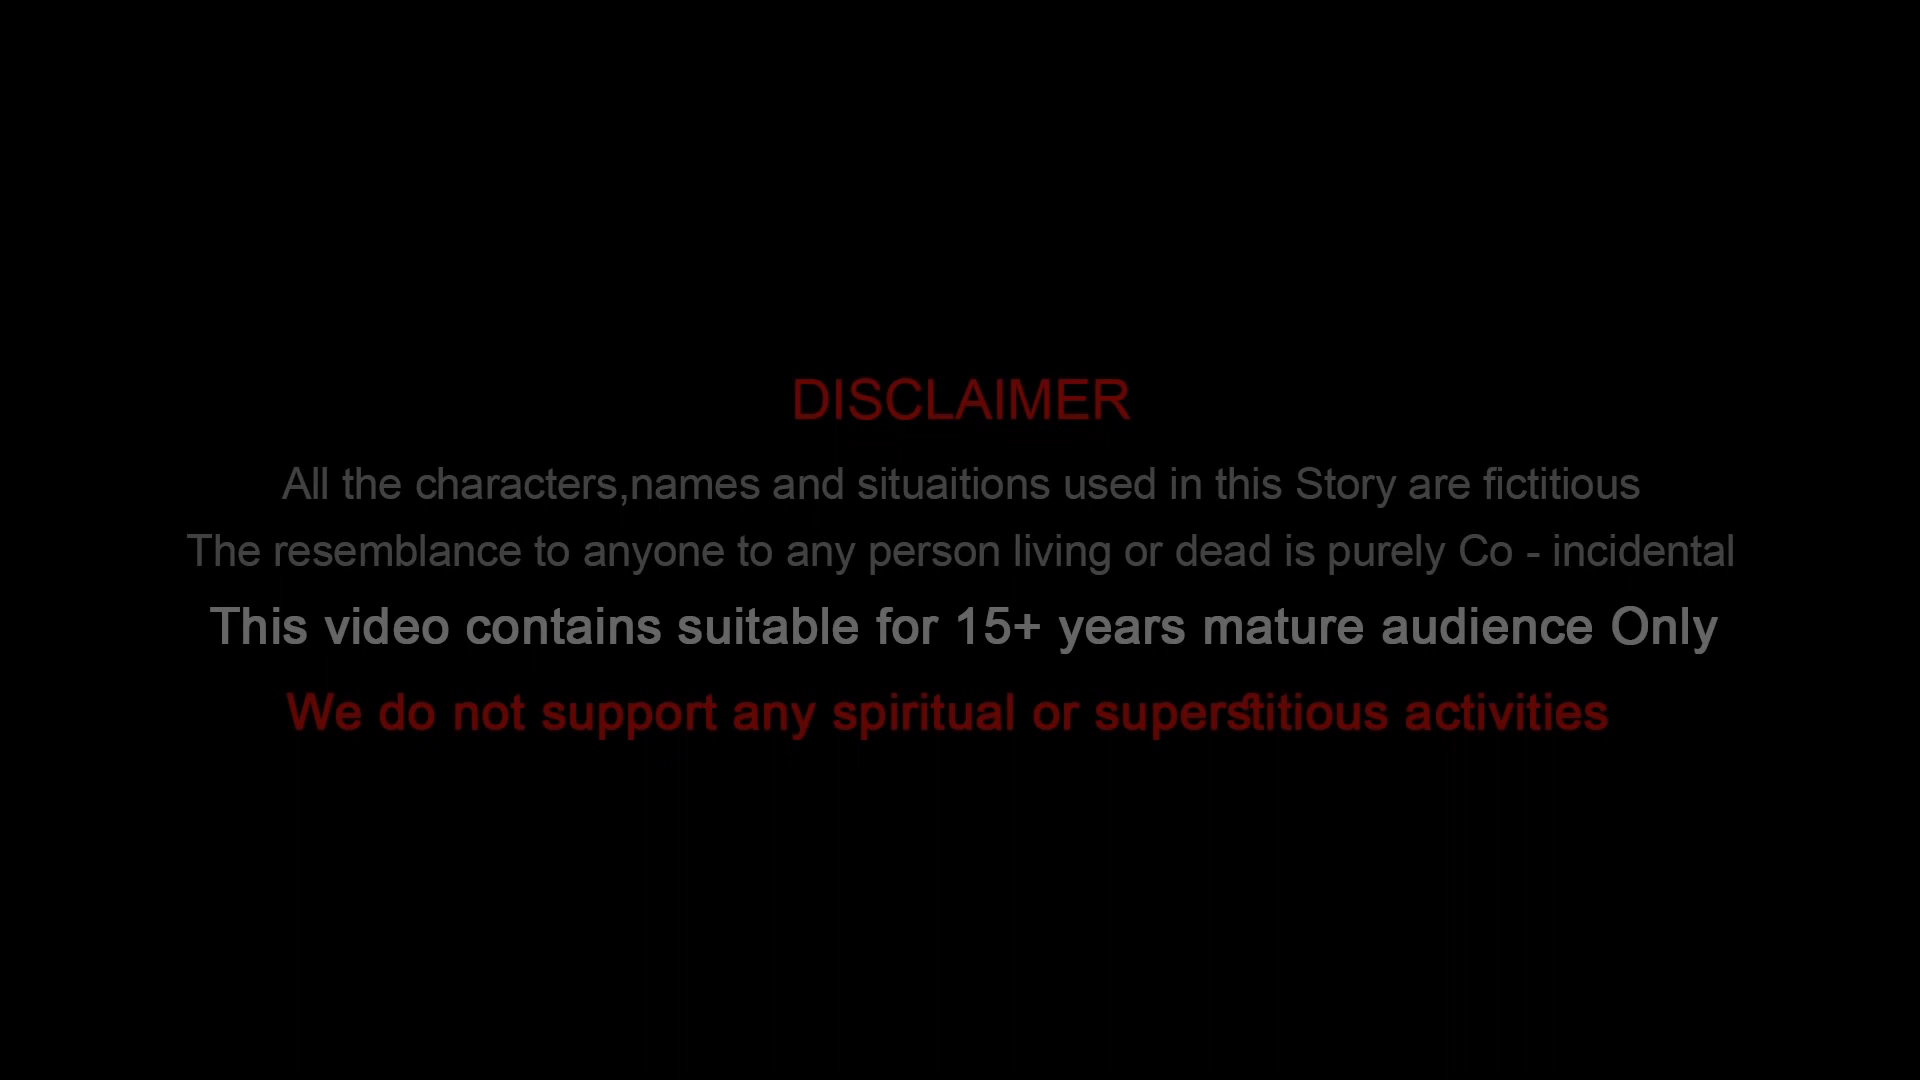 DISCLAIMER
All the characters,names and situaitions used in this Story are fictitious
The resemblance to anyone to any person living or dead is purely Co - incidental
This video contains suitable for 15+ years mature audience Only
We do not support any spiritual or superstitious activities